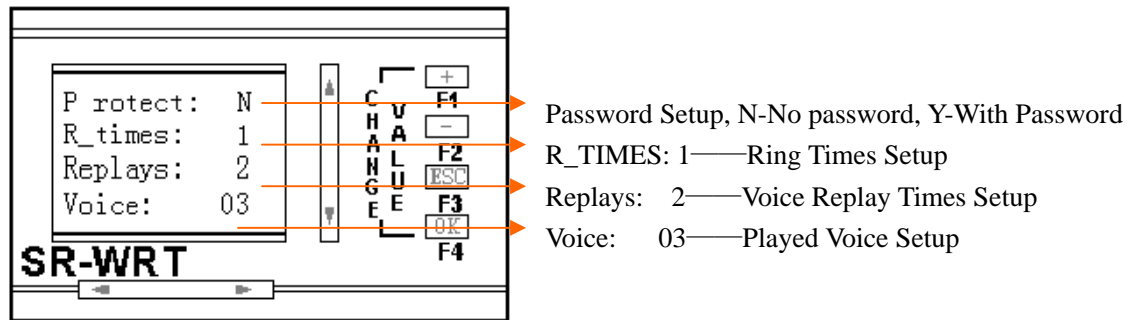 P rotect: N
R_times: 1
Replays: 2
Voice: 03
SR-WRT
CHANGE
VALUE
+
F1
-
F2
ESC
F3
OK
F4
Password Setup, N-No password, Y-With Password
R_TIMES: 1——Ring Times Setup
Replays: 2——Voice Replay Times Setup
Voice: 03——Played Voice Setup